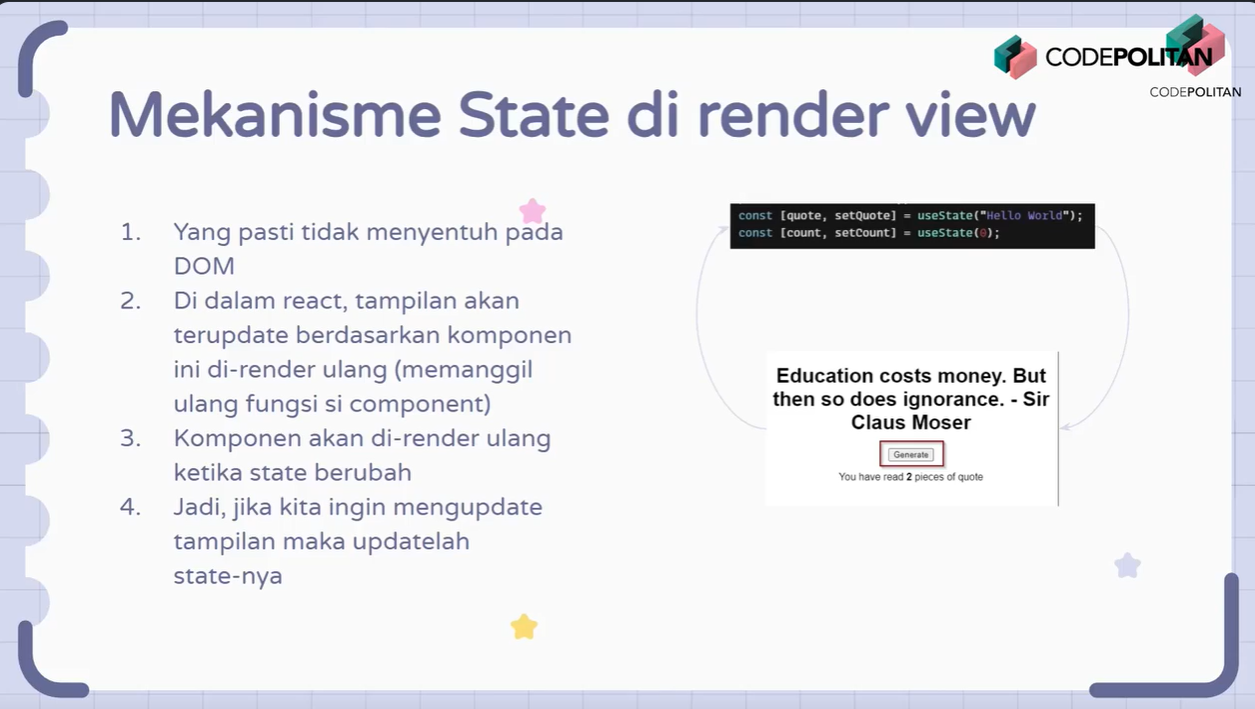 CODEPOLITAN
CODEPOLITAN
Mekanisme State di render view
1. Yang pasti tidak menyentuh pada
DOM
2. Di dalam react, tampilan akan
terupdate berdasarkan komponen
ini di-render ulang (memanggil
ulang fungsi si component)
3. Komponen akan di-render ulang
ketika state berubah
4. Jadi, jika kita ingin mengupdate
tampilan maka updatelah
state-nya
const [quote, setQuote] = useState("Hello World");
const [count, setCount] = useState(0);
Education costs money. But
then so does ignorance. - Sir
Claus Moser
Generate
You have read 2 pieces of quote